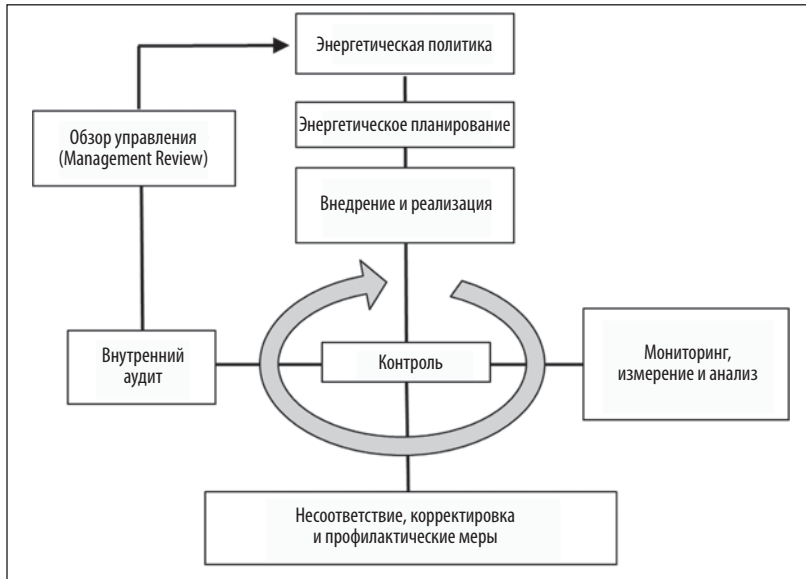 Энергетическая политика
Энергетическое планирование
Обзор управления
(Management Review)
Внедрение и реализация
Внутренний
аудит
Контроль
Мониторинг,
измерение и анализ
Несоответствие, корректировка
и профилактические меры